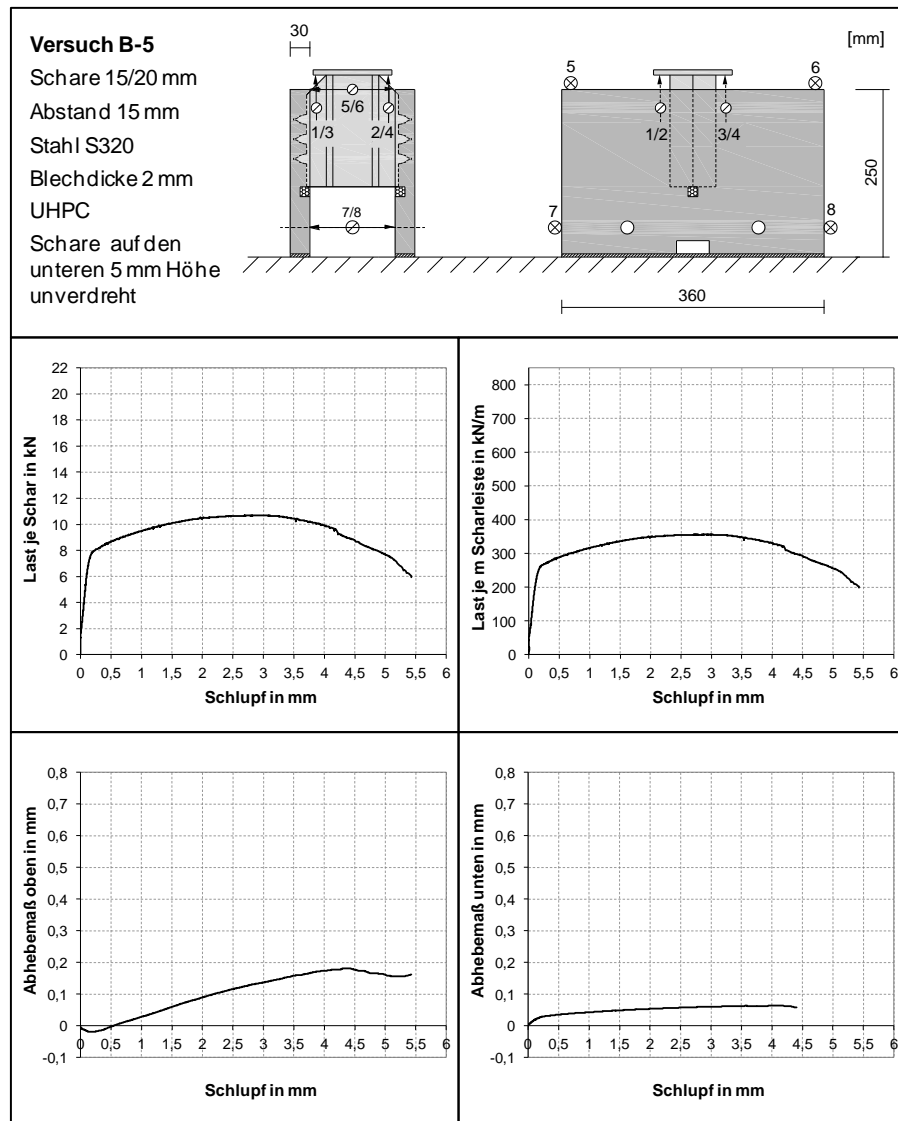 Versuch B-5
Schare 15/20 mm
Abstand 15 mm
Stahl S320
Blechdicke 2 mm
UHPC
Schare auf den
unteren 5 mm Höhe
unverdreht
30
5/6
1/3
2/4
7/8
[mm]
5
6
1/2
3/4
7
8
250
360
Last je Schar in kN
22
20
18
16
14
12
10
8
6
4
2
0
0 0,5 1 1,5 2 2,5 3 3,5 4 4,5 5 5,5 6
Schlupf in mm
Last je m Scharleiste in kN/m
800
700
600
500
400
300
200
100
0
0 0,5 1 1,5 2 2,5 3 3,5 4 4,5 5 5,5 6
Schlupf in mm
Abhebemaß oben in mm
0,8
0,7
0,6
0,5
0,4
0,3
0,2
0,1
0
-0,1
0 0,5 1 1,5 2 2,5 3 3,5 4 4,5 5 5,5 6
Schlupf in mm
Abhebemaß unten in mm
0,8
0,7
0,6
0,5
0,4
0,3
0,2
0,1
0
-0,1
0 0,5 1 1,5 2 2,5 3 3,5 4 4,5 5 5,5 6
Schlupf in mm